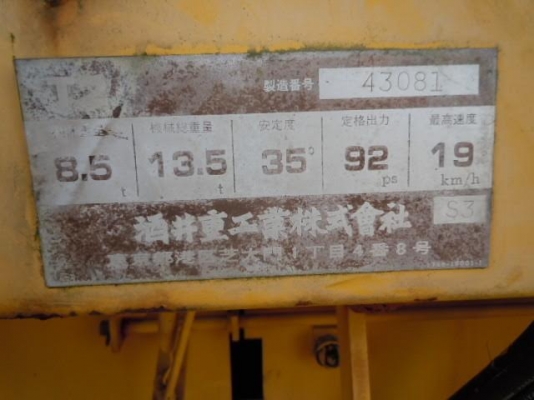 製造番号 43081
機械総重量 安定度 定格出力 最高速度
8.5 t 13.5 t 35° 92 ps 19 km/h
酒井重工業株式會社 S3
東京都港区芝大門1丁目4番8号